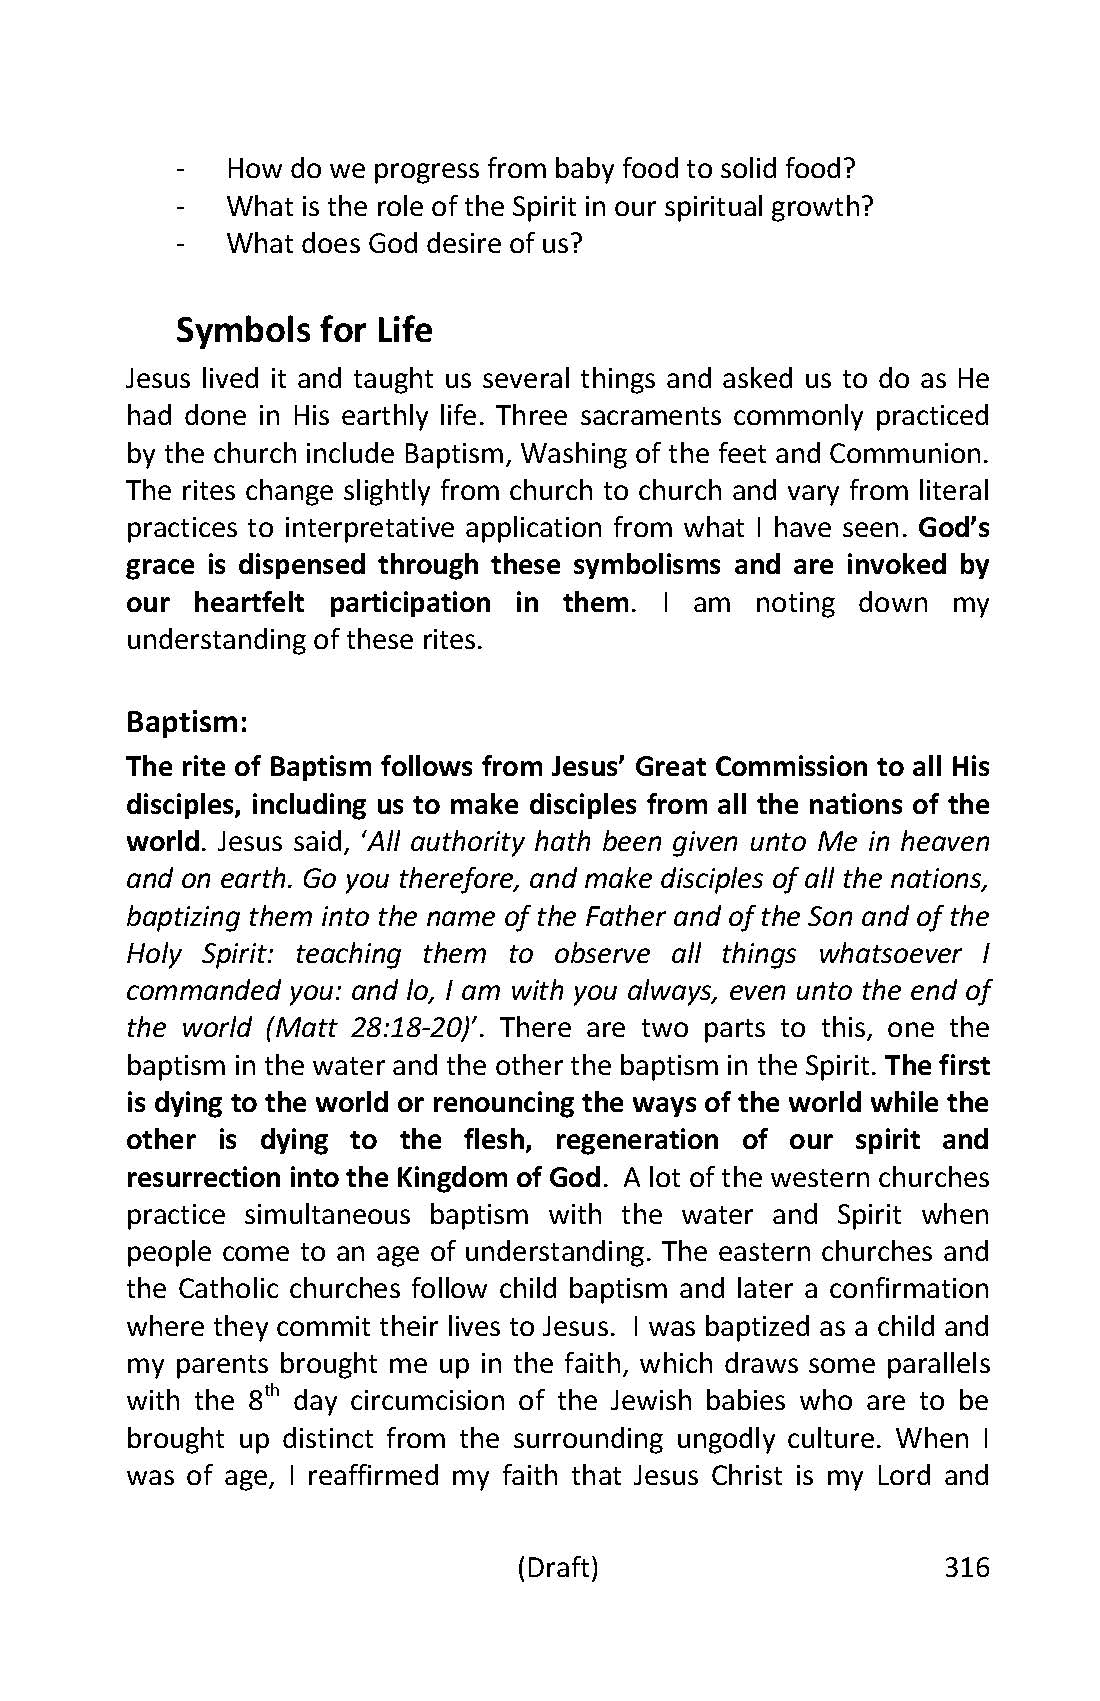 - How do we progress from baby food to solid food?
- What is the role of the Spirit in our spiritual growth?
- What does God desire of us?
Symbols for Life
Jesus lived it and taught us several things and asked us to do as He
had done in His earthly life. Three sacraments commonly practiced
by the church include Baptism, Washing of the feet and Communion.
The rites change slightly from church to church and vary from literal
practices to interpretative application from what I have seen. God’s
grace is dispensed through these symbolisms and are invoked by
our heartfelt participation in them. I am noting down my
understanding of these rites.
Baptism:
The rite of Baptism follows from Jesus’ Great Commission to all His
disciples, including us to make disciples from all the nations of the
world. Jesus said, ‘All authority hath been given unto Me in heaven
and on earth. Go you therefore, and make disciples of all the nations,
baptizing them into the name of the Father and of the Son and of the
Holy Spirit: teaching them to observe all things whatsoever I
commanded you: and lo, I am with you always, even unto the end of
the world (Matt 28:18-20)’. There are two parts to this, one the
baptism in the water and the other the baptism in the Spirit. The first
is dying to the world or renouncing the ways of the world while the
other is dying to the flesh, regeneration of our spirit and
resurrection into the Kingdom of God. A lot of the western churches
practice simultaneous baptism with the water and Spirit when
people come to an age of understanding. The eastern churches and
the Catholic churches follow child baptism and later a confirmation
where they commit their lives to Jesus. I was baptized as a child and
my parents brought me up in the faith, which draws some parallels
with the 8th day circumcision of the Jewish babies who are to be
brought up distinct from the surrounding ungodly culture. When I
was of age, I reaffirmed my faith that Jesus Christ is my Lord and
(Draft) 316